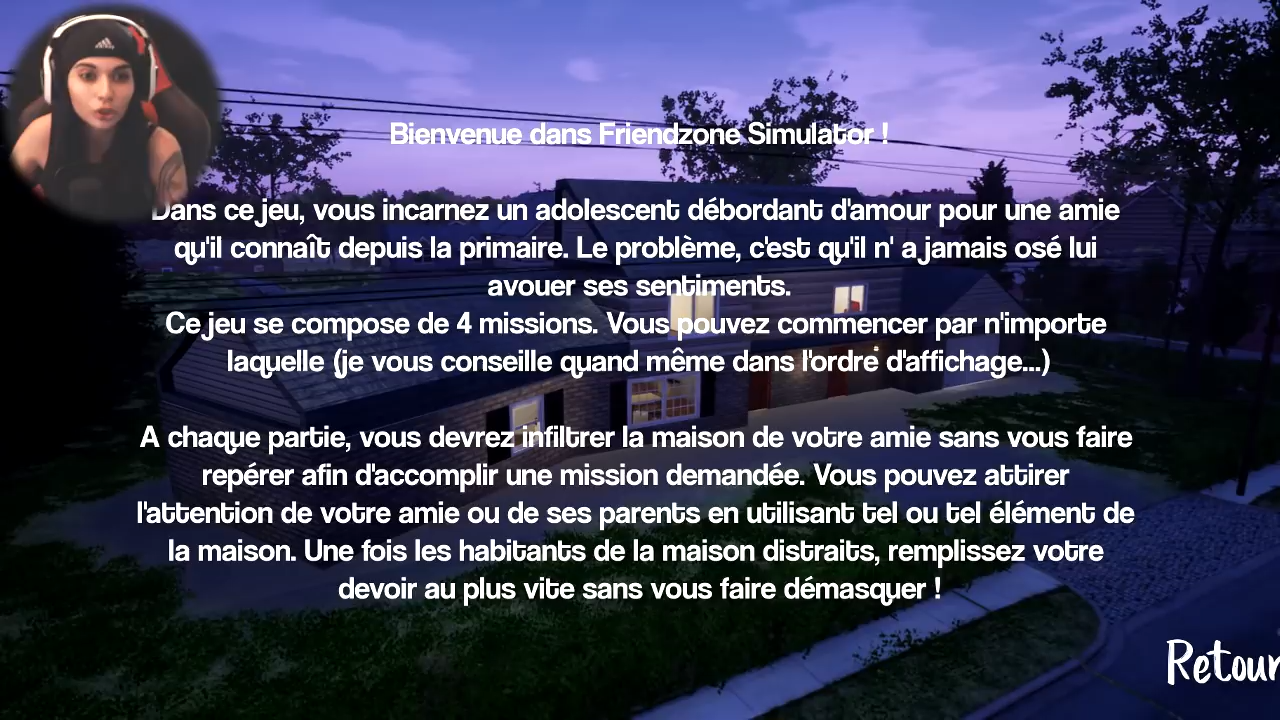 Bienvenue dans Friendzone Simulator !
Dans ce jeu, vous incarnez un adolescent débordant d'amour pour une amie
qu'il connaît depuis la primaire. Le problème, c'est qu'il n' a jamais osé lui
avouer ses sentiments.
Ce jeu se compose de 4 missions. Vous pouvez commencer par n'importe
laquelle (je vous conseille quand même dans l'ordre d'affichage...)
A chaque partie, vous devrez infiltrer la maison de votre amie sans vous faire
repérer afin d'accomplir une mission demandée. Vous pouvez attirer
l'attention de votre amie ou de ses parents en utilisant tel ou tel élément de
la maison. Une fois les habitants de la maison distraits, remplissez votre
devoir au plus vite sans vous faire démasquer !
Retour